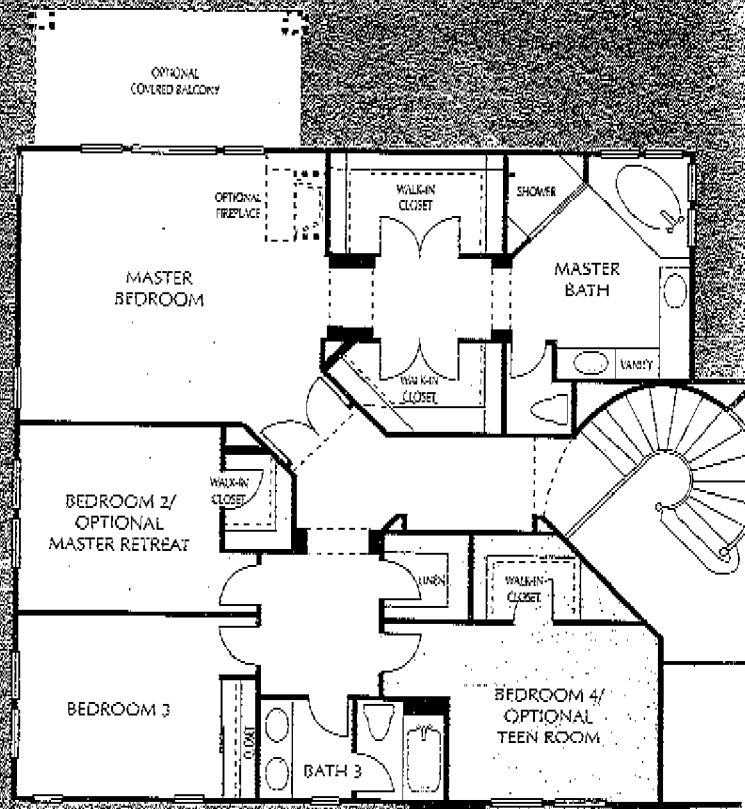 OPTIONAL
COVERED BALCONY
OPTIONAL
FIREPLACE
WALK-IN
CLOSET
SHOWER
MASTER
BEDROOM
MASTER
BATH
WALK-IN
CLOSET
VANITY
WALK-IN
CLOSET
BEDROOM 2/
OPTIONAL
MASTER RETREAT
LINEN
WALK-IN
CLOSET
BEDROOM 3
CLOSET
BATH 3
BEDROOM 4/
OPTIONAL
TEEN ROOM